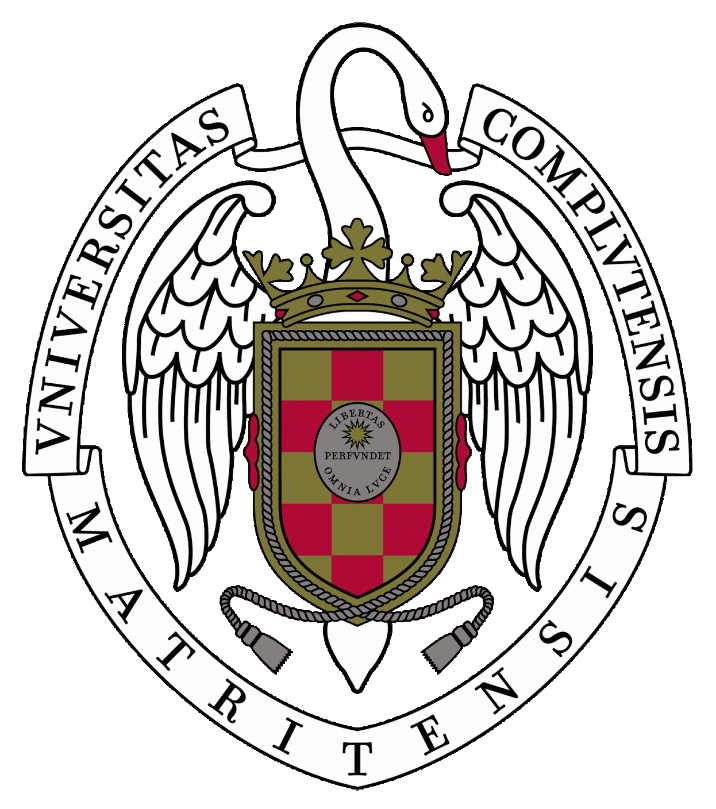 VNIVERSITAS
COMPLVTENSIS
MATRITENSIS
LIBERTAS
PERFVNDET
OMNIA LVCE